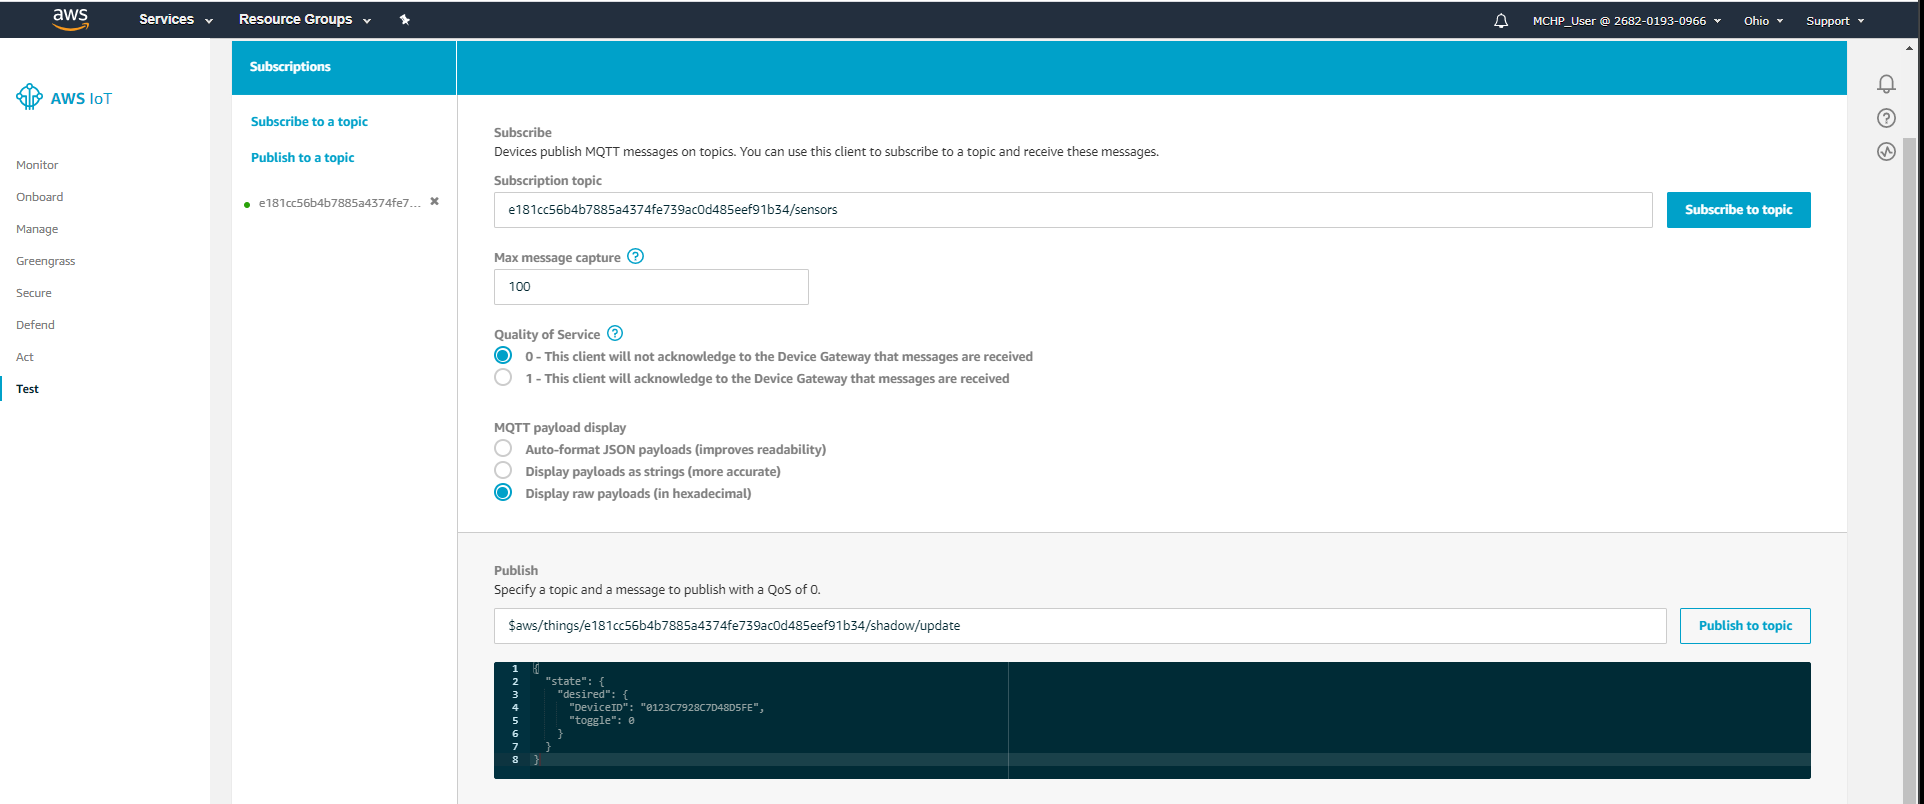 aws Services Resource Groups MCHP_User @ 2682-0193-0966 Ohio Support
AWS IoT
Monitor
Onboard
Manage
Greengrass
Secure
Defend
Act
Test
Subscriptions
Subscribe to a topic
Publish to a topic
e181cc56b4b7885a4374fe7...
Subscribe
Devices publish MQTT messages on topics. You can use this client to subscribe to a topic and receive these messages.
Subscription topic
e181cc56b4b7885a4374fe739ac0d485eef91b34/sensors Subscribe to topic
Max message capture ?
100
Quality of Service ?
0 - This client will not acknowledge to the Device Gateway that messages are received
1 - This client will acknowledge to the Device Gateway that messages are received
MQTT payload display
Auto-format JSON payloads (improves readability)
Display payloads as strings (more accurate)
Display raw payloads (in hexadecimal)
Publish
Specify a topic and a message to publish with a QoS of 0.
$aws/things/e181cc56b4b7885a4374fe739ac0d485eef91b34/shadow/update Publish to topic
1 {
2 "state": {
3 "desired": {
4 "DeviceID": "0123C7928C7D48D5FE",
5 "toggle": 0
6 }
7 }
8 }